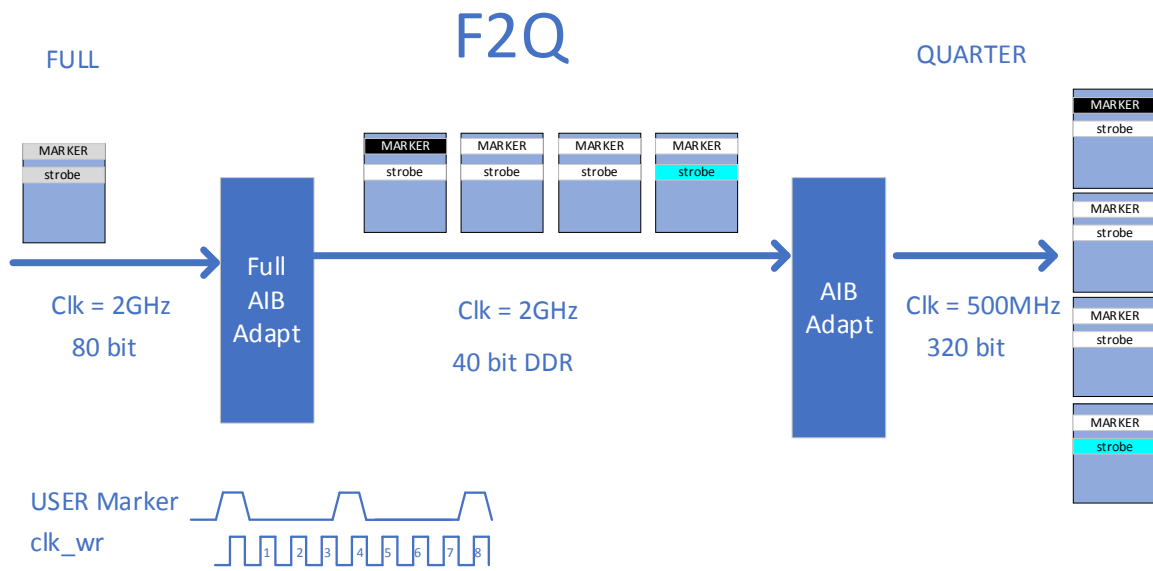 F2Q
FULL
QUARTER
MARKER
strobe
MARKER
strobe
MARKER
strobe
MARKER
strobe
MARKER
strobe
MARKER
strobe
MARKER
strobe
MARKER
strobe
MARKER
strobe
Full
AIB
Adapt
AIB
Adapt
Clk = 2GHz
80 bit
Clk = 2GHz
40 bit DDR
Clk = 500MHz
320 bit
USER Marker
clk_wr
1 2 3 4 5 6 7 8